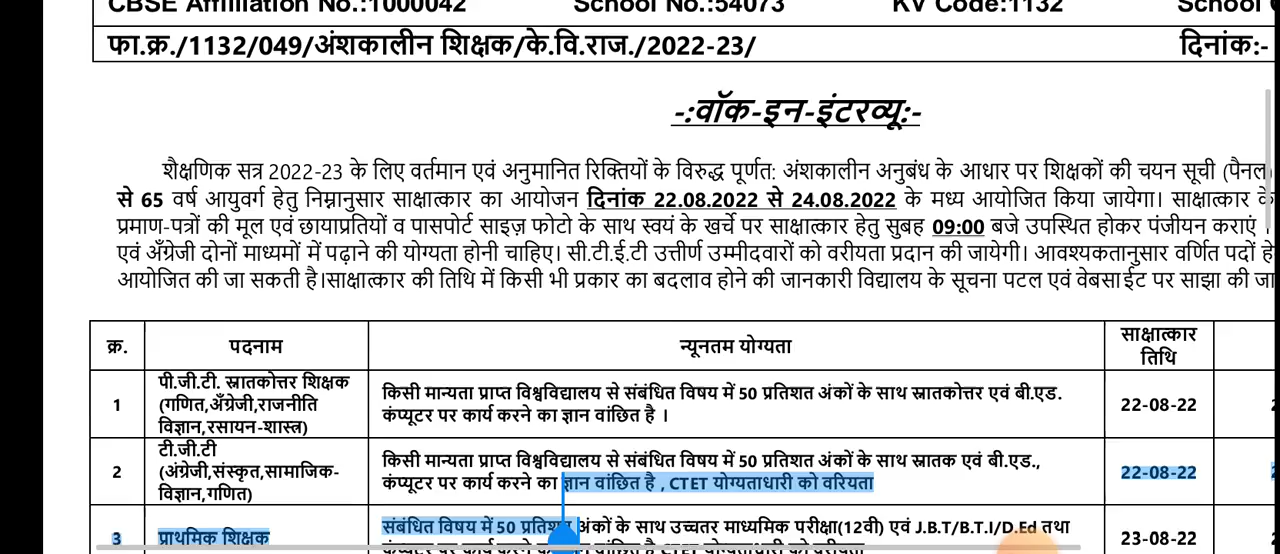 CBSE Affiliation No.:1000042 School No.:54073 KV Code:1132 School
फा.क्र./1132/049/अंशकालीन शिक्षक/के.वि.राज./2022-23/ दिनांक:-
-:वॉक-इन-इंटरव्यू:-
शैक्षणिक सत्र 2022-23 के लिए वर्तमान एवं अनुमानित रिक्तियों के विरुद्ध पूर्णत: अंशकालीन अनुबंध के आधार पर शिक्षकों की चयन सूची (पैनल
से 65 वर्ष आयुवर्ग हेतु निम्नानुसार साक्षात्कार का आयोजन दिनांक 22.08.2022 से 24.08.2022 के मध्य आयोजित किया जायेगा। साक्षात्कार के
प्रमाण-पत्रों की मूल एवं छायाप्रतियों व पासपोर्ट साइज़ फोटो के साथ स्वयं के खर्चे पर साक्षात्कार हेतु सुबह 09:00 बजे उपस्थित होकर पंजीयन कराएं ।
एवं अँग्रेजी दोनों माध्यमों में पढ़ाने की योग्यता होनी चाहिए। सी.टी.ई.टी उत्तीर्ण उम्मीदवारों को वरीयता प्रदान की जायेगी। आवश्यकतानुसार वर्णित पदों हे
आयोजित की जा सकती है।साक्षात्कार की तिथि में किसी भी प्रकार का बदलाव होने की जानकारी विद्यालय के सूचना पटल एवं वेबसाईट पर साझा की जा
क्र. पदनाम न्यूनतम योग्यता साक्षात्कार
तिथि
पी.जी.टी. स्नातकोत्तर शिक्षक
(गणित,अँग्रेजी,राजनीति
विज्ञान,रसायन-शास्त्र)
1 किसी मान्यता प्राप्त विश्वविद्यालय से संबंधित विषय में 50 प्रतिशत अंकों के साथ स्नातकोत्तर एवं बी.एड.
कंप्यूटर पर कार्य करने का ज्ञान वांछित है । 22-08-22
टी.जी.टी
(अंग्रेजी,संस्कृत,सामाजिक-
विज्ञान,गणित)
2 किसी मान्यता प्राप्त विश्वविद्यालय से संबंधित विषय में 50 प्रतिशत अंकों के साथ स्नातक एवं बी.एड.,
कंप्यूटर पर कार्य करने का ज्ञान वांछित है , CTET योग्यताधारी को वरियता 22-08-22
3 प्राथमिक शिक्षक संबंधित विषय में 50 प्रतिशत अंकों के साथ उच्चतर माध्यमिक परीक्षा(12वी) एवं J.B.T/B.T.I/D.Ed तथा 23-08-22